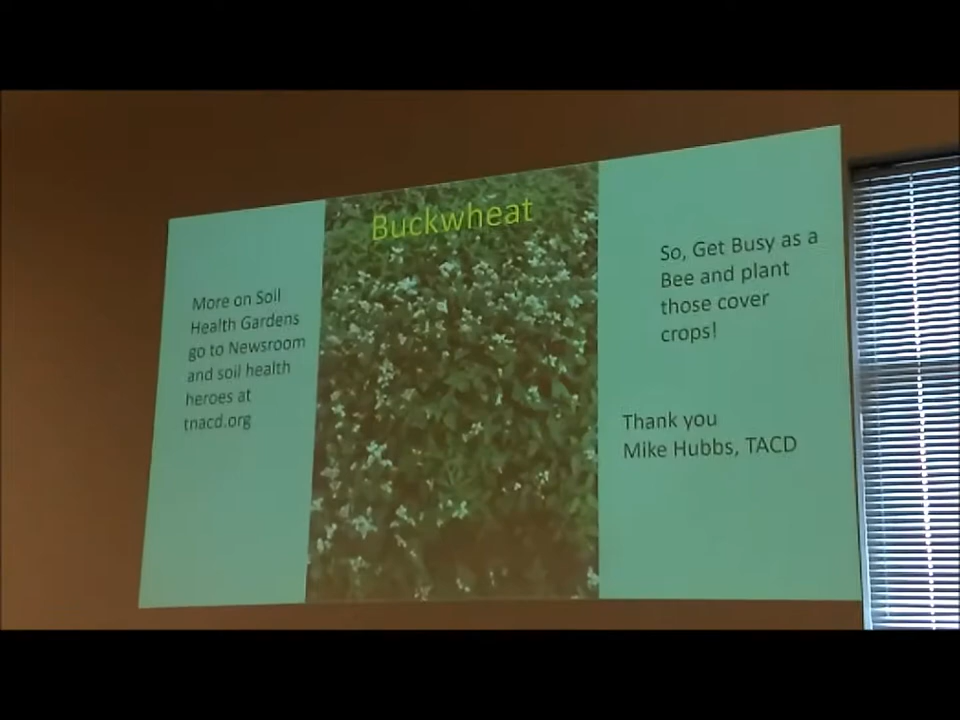 Buckwheat
More on Soil
Health Gardens
go to Newsroom
and soil health
heroes at
tnacd.org
So, Get Busy as a
Bee and plant
those cover
crops!
Thank you
Mike Hubbs, TACD